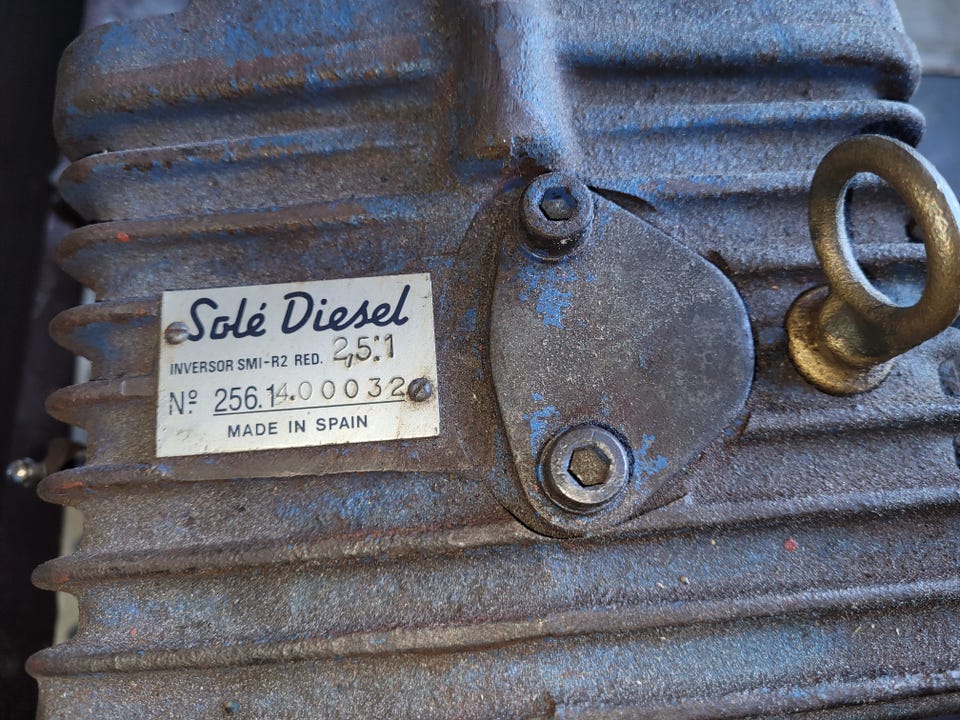 Solé Diesel
INVERSOR SMI-R2 RED. 2,5:1
Nº 256.14.00032
MADE IN SPAIN